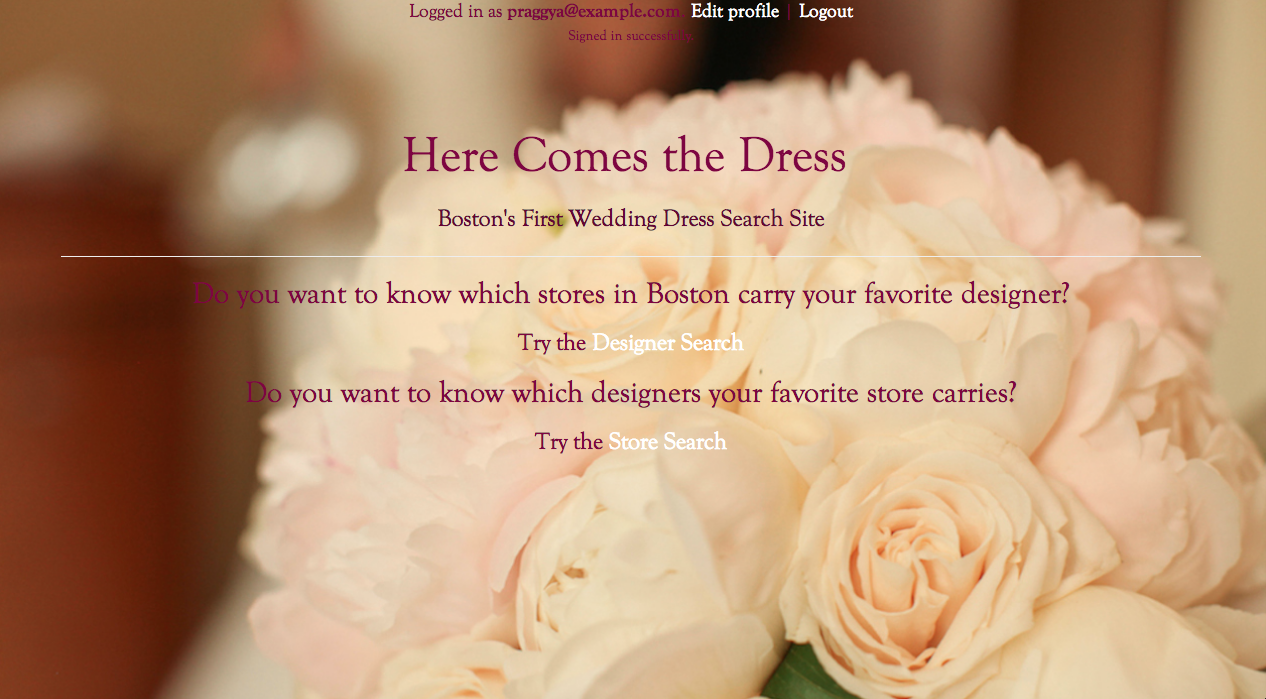 Logged in as praggya@example.com. Edit profile | Logout
Signed in successfully.
Here Comes the Dress
Boston's First Wedding Dress Search Site
Do you want to know which stores in Boston carry your favorite designer?
Try the Designer Search
Do you want to know which designers your favorite store carries?
Try the Store Search